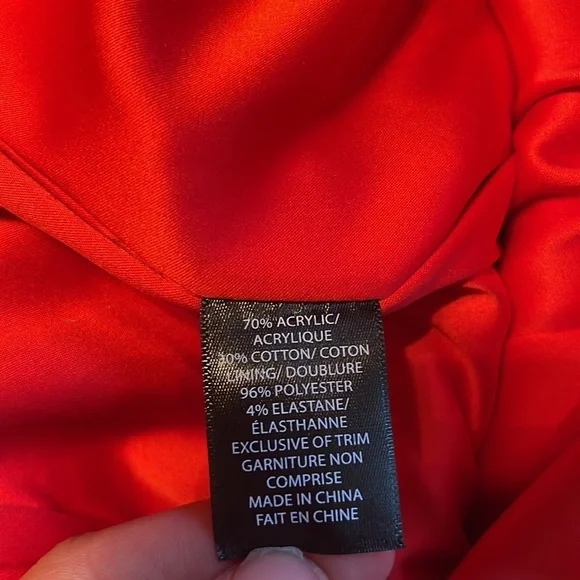 70% ACRYLIC/
ACRYLIQUE
30% COTTON/ COTON
LINING/ DOUBLURE
96% POLYESTER
4% ELASTANE/
ÉLASTHANNE
EXCLUSIVE OF TRIM
GARNITURE NON
COMPRISE
MADE IN CHINA
FAIT EN CHINE